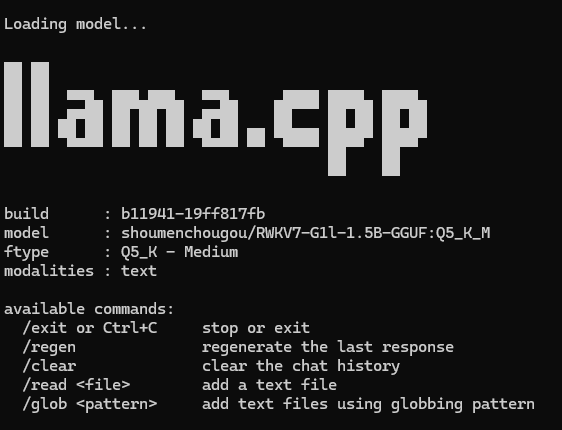 Loading model...
llama.cpp
build : b11941-19ff817fb
model : shoumenchougou/RWKV7-G1l-1.5B-GGUF:Q5_K_M
ftype : Q5_K - Medium
modalities : text
available commands:
/exit or Ctrl+C stop or exit
/regen regenerate the last response
/clear clear the chat history
/read <file> add a text file
/glob <pattern> add text files using globbing pattern